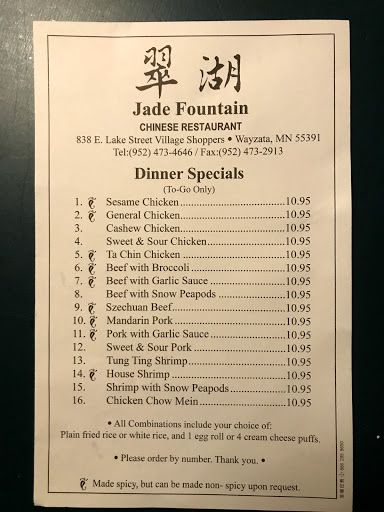 翠湖
Jade Fountain
CHINESE RESTAURANT
838 E. Lake Street Village Shoppers • Wayzata, MN 55391
Tel:(952) 473-4646 / Fax:(952) 473-2913
Dinner Specials
(To-Go Only)
1. Sesame Chicken..............................10.95
2. General Chicken..............................10.95
3. Cashew Chicken..............................10.95
4. Sweet & Sour Chicken......................10.95
5. Ta Chin Chicken..............................10.95
6. Beef with Broccoli............................10.95
7. Beef with Garlic Sauce ....................10.95
8. Beef with Snow Peapods .................10.95
9. Szechuan Beef................................10.95
10. Mandarin Pork................................10.95
11. Pork with Garlic Sauce....................10.95
12. Sweet & Sour Pork .........................10.95
13. Tung Ting Shrimp............................10.95
14. House Shrimp ................................10.95
15. Shrimp with Snow Peapods..............10.95
16. Chicken Chow Mein........................10.95
• All Combinations include your choice of:
Plain fried rice or white rice, and 1 egg roll or 4 cream cheese puffs.
• Please order by number. Thank you. •
Made spicy, but can be made non- spicy upon request.